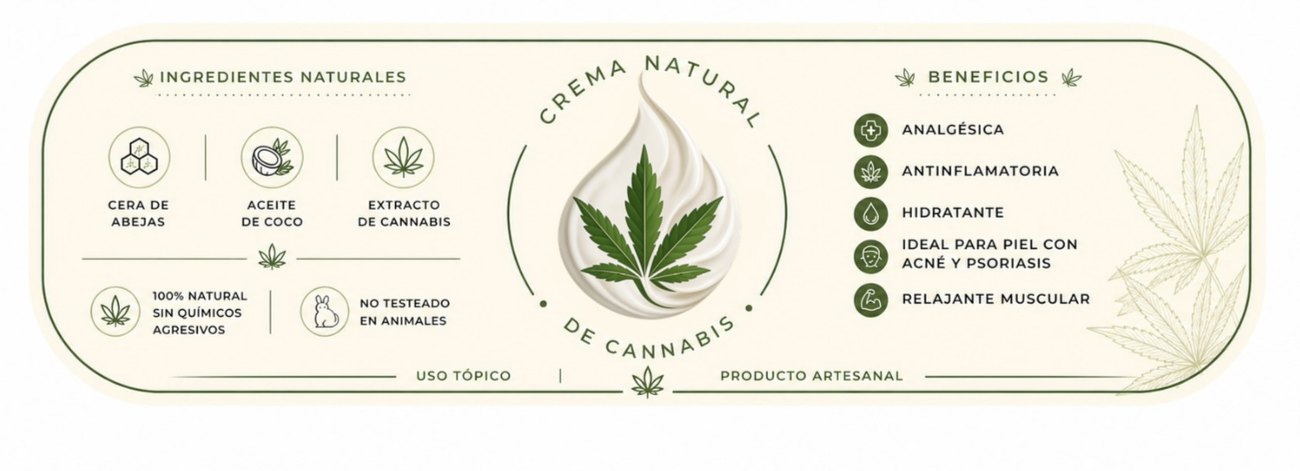 INGREDIENTES NATURALES
CERA DE
ABEJAS
ACEITE
DE COCO
EXTRACTO
DE CANNABIS
100% NATURAL
SIN QUÍMICOS
AGRESIVOS
NO TESTEADO
EN ANIMALES
CREMA NATURAL
DE CANNABIS
BENEFICIOS
ANALGÉSICA
ANTINFLAMATORIA
HIDRATANTE
IDEAL PARA PIEL CON
ACNÉ Y PSORIASIS
RELAJANTE MUSCULAR
USO TÓPICO | PRODUCTO ARTESANAL